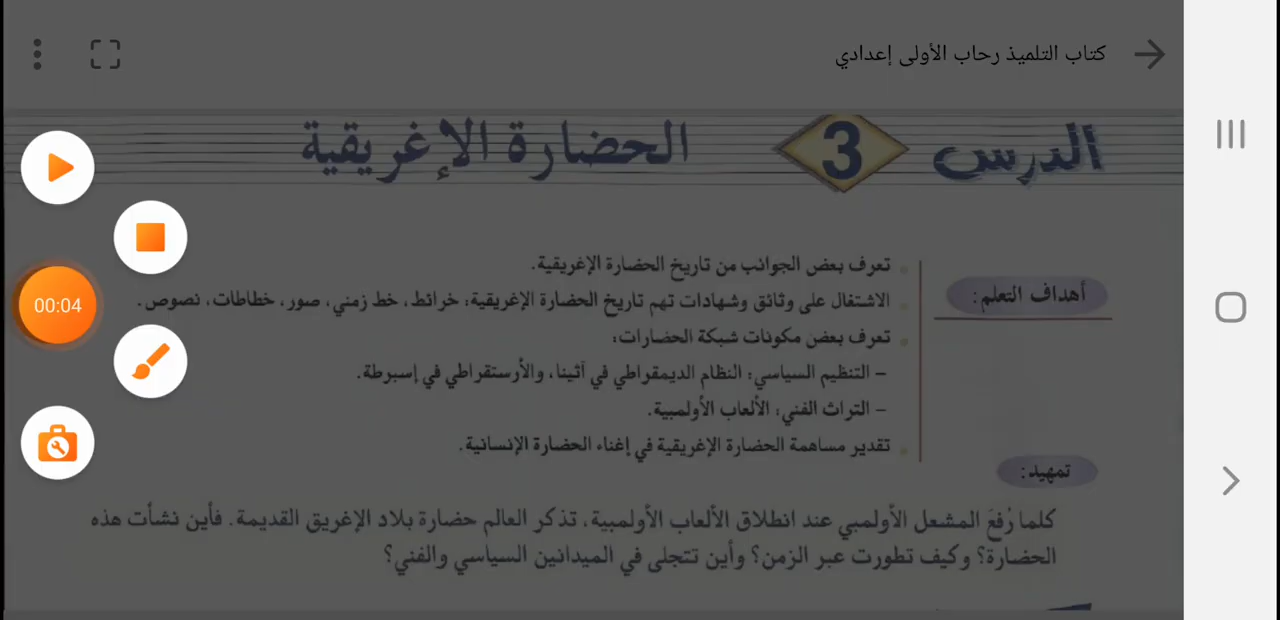 كتاب التلميذ رحاب الأولى إعدادي
الدرس 3 الحضارة الإغريقية
أهداف التعلم:
تعرف بعض الجوانب من تاريخ الحضارة الإغريقية.
الاشتغال على وثائق وشهادات تهم تاريخ الحضارة الإغريقية: خرائط، خط زمني، صور، خطاطات، نصوص.
تعرف بعض مكونات شبكة الحضارات:
– التنظيم السياسي: النظام الديمقراطي في آثينا، والأرستقراطي في إسبرطة.
– التراث الفني: الألعاب الأولمبية.
تقدير مساهمة الحضارة الإغريقية في إغناء الحضارة الإنسانية.
تمهيد:
كلما رُفعَ المشعل الأولمبي عند انطلاق الألعاب الأولمبية، تذكر العالم حضارة بلاد الإغريق القديمة. فأين نشأت هذه
الحضارة؟ وكيف تطورت عبر الزمن؟ وأين تتجلى في الميدانين السياسي والفني؟
00:04